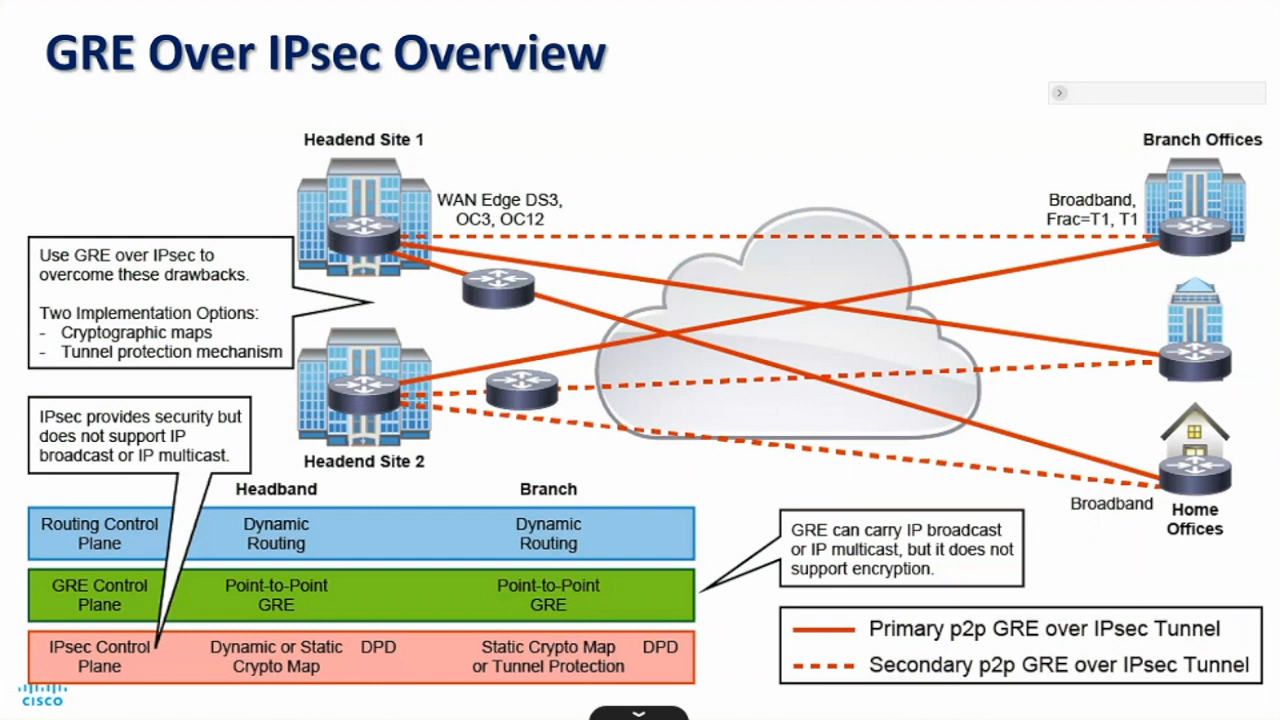 GRE Over IPsec Overview
Headend Site 1
Branch Offices
WAN Edge DS3,
OC3, OC12
Broadband,
Frac=T1, T1
Use GRE over IPsec to
overcome these drawbacks.
Two Implementation Options:
- Cryptographic maps
- Tunnel protection mechanism
IPsec provides security but
does not support IP
broadcast or IP multicast.
Headend Site 2
Broadband
Home
Offices
Headband Branch
Routing Control
Plane
Dynamic
Routing
Dynamic
Routing
GRE Control
Plane
Point-to-Point
GRE
Point-to-Point
GRE
IPsec Control
Plane
Dynamic or Static
Crypto Map
DPD
Static Crypto Map
or Tunnel Protection
DPD
GRE can carry IP broadcast
or IP multicast, but it does not
support encryption.
Primary p2p GRE over IPsec Tunnel
Secondary p2p GRE over IPsec Tunnel
CISCO